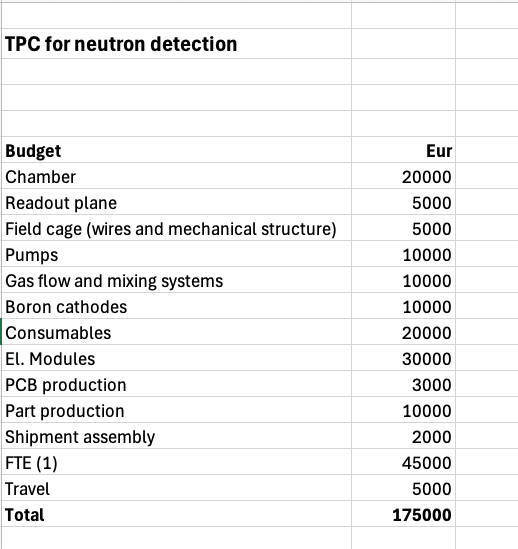 TPC for neutron detection
Budget Eur
Chamber 20000
Readout plane 5000
Field cage (wires and mechanical structure) 5000
Pumps 10000
Gas flow and mixing systems 10000
Boron cathodes 10000
Consumables 20000
El. Modules 30000
PCB production 3000
Part production 10000
Shipment assembly 2000
FTE (1) 45000
Travel 5000
Total 175000